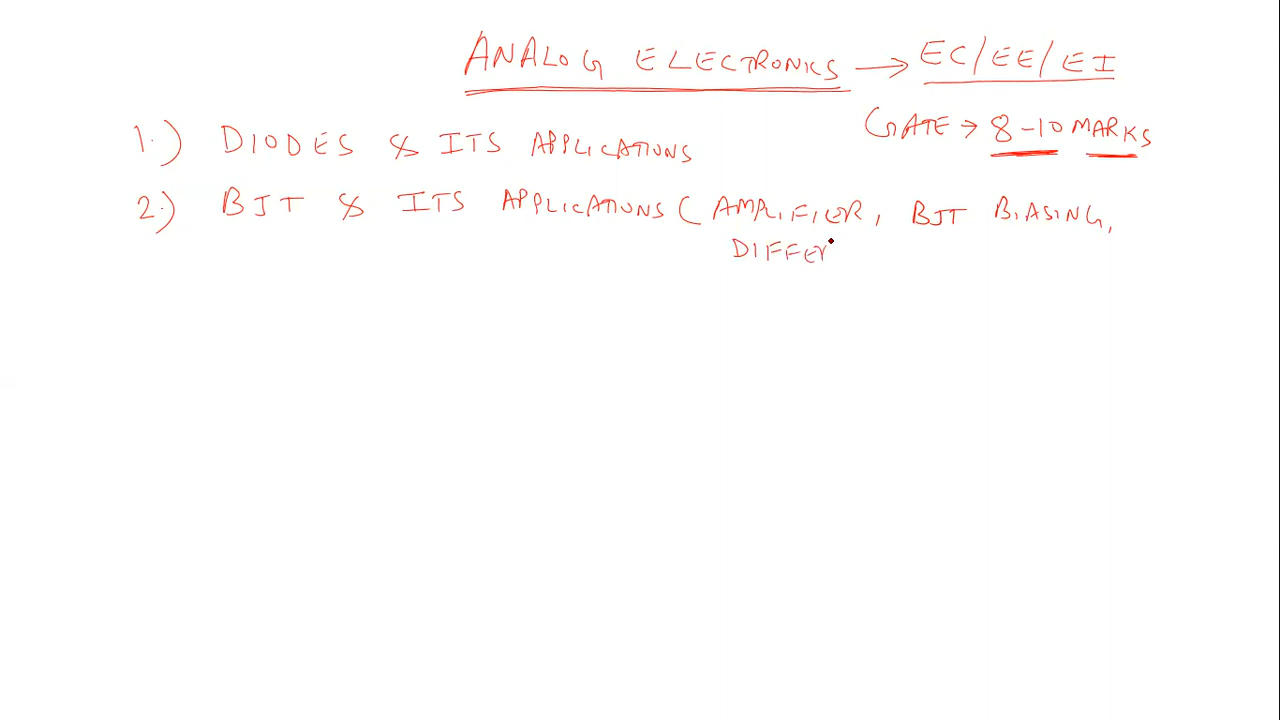 ANALOG ELECTRONICS → EC/EE/EI
GATE → 8-10 MARKS
1.) DIODES & ITS APPLICATIONS
2.) BJT & ITS APPLICATIONS (AMPLIFIER, BJT BIASING,
DIFFER